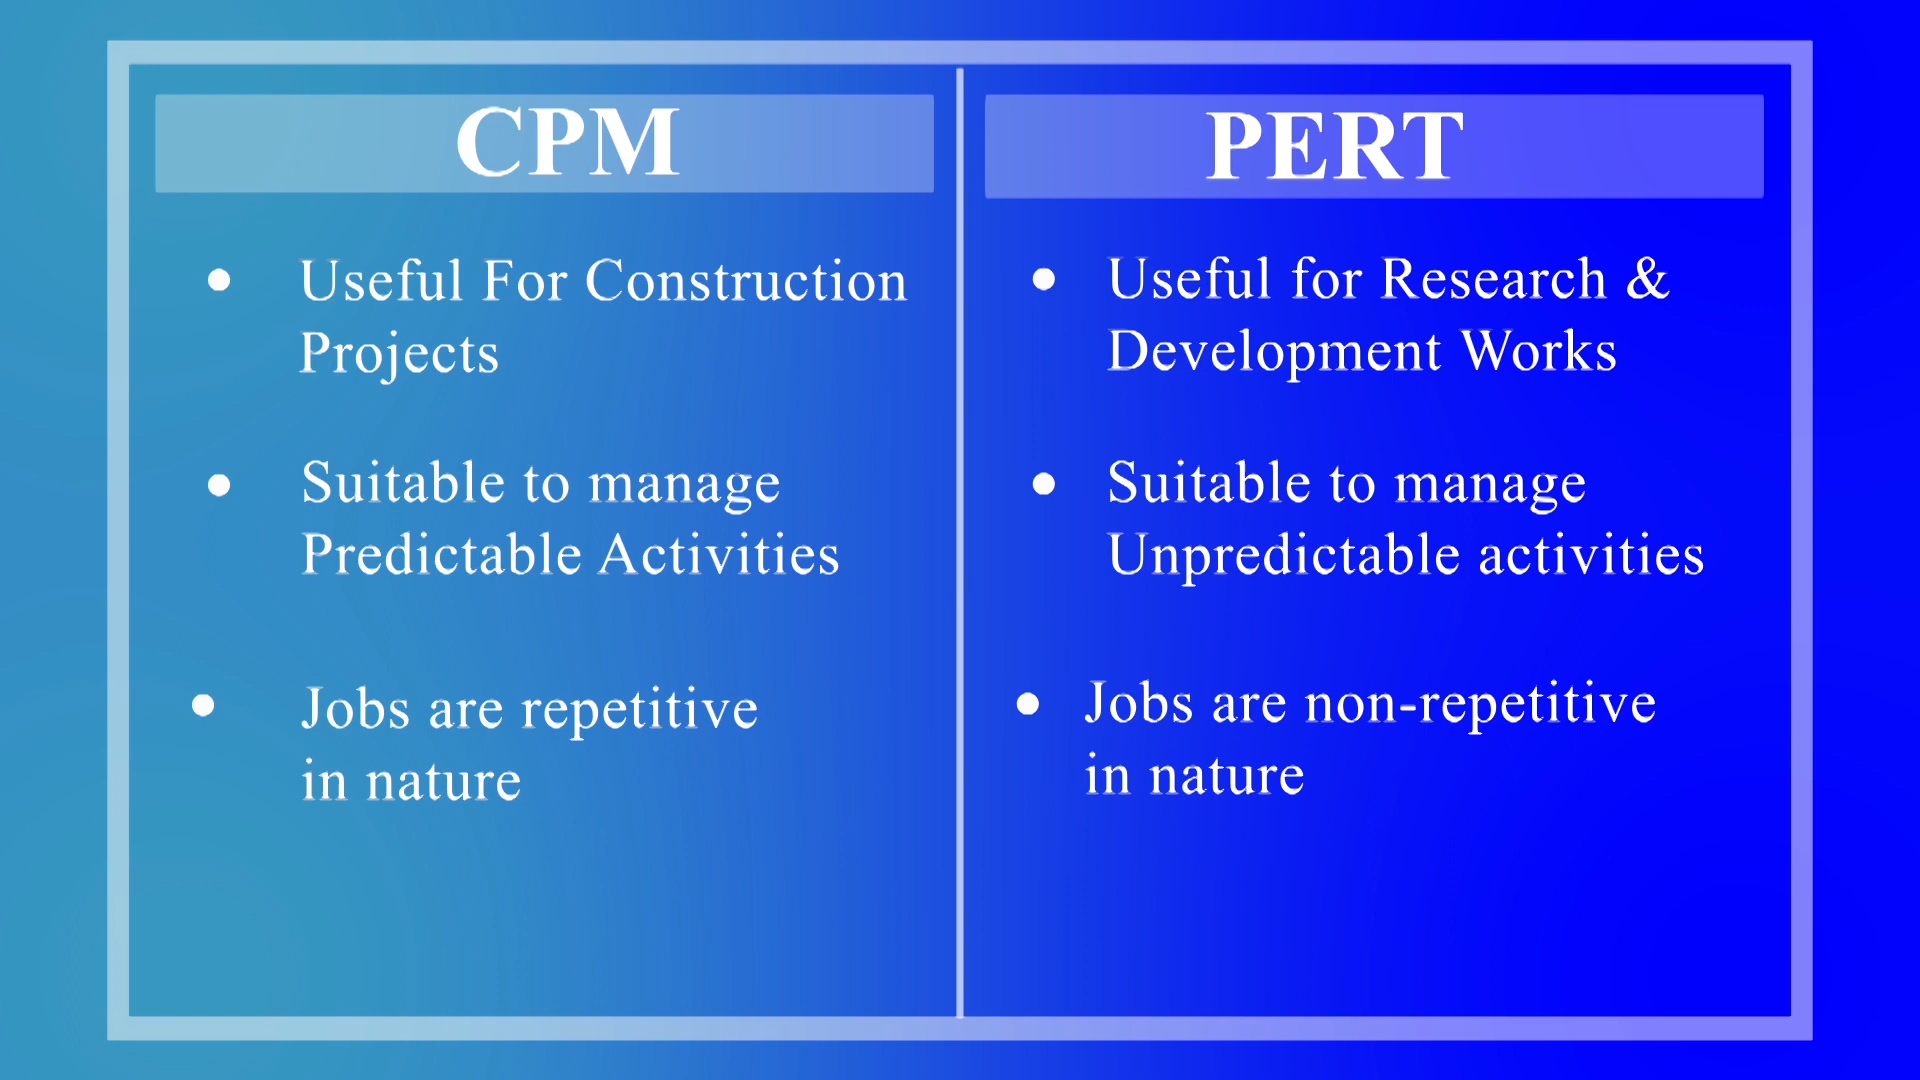 CPM
• Useful For Construction
Projects
• Suitable to manage
Predictable Activities
• Jobs are repetitive
in nature
PERT
• Useful for Research &
Development Works
• Suitable to manage
Unpredictable activities
• Jobs are non-repetitive
in nature